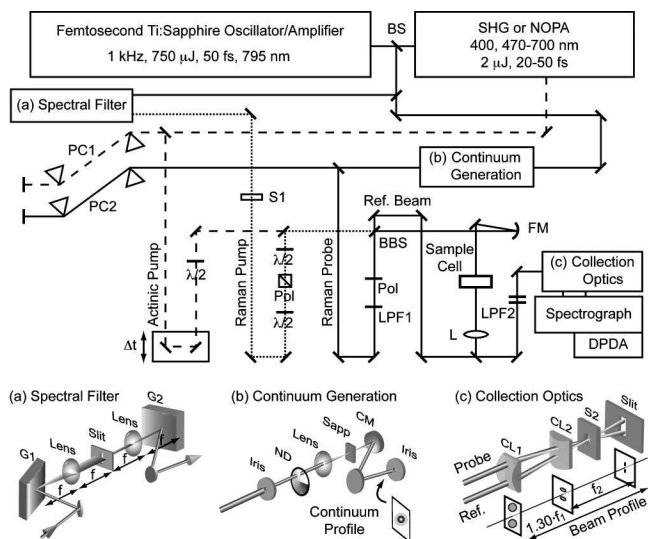 Femtosecond Ti:Sapphire Oscillator/Amplifier
1 kHz, 750 μJ, 50 fs, 795 nm
BS
SHG or NOPA
400, 470-700 nm
2 μJ, 20-50 fs
(a) Spectral Filter
PC1
PC2
(b) Continuum
Generation
S1
Ref. Beam
BBS
FM
Actinic Pump
λ/2
Raman Pump
λ/2
Pol
λ/2
Raman Probe
Pol
LPF1
Sample
Cell
L
LPF2
(c) Collection
Optics
Spectrograph
DPDA
Δt
(a) Spectral Filter
G1
Lens
Slit
Lens
G2
f
f
f
f
(b) Continuum Generation
Iris
ND
Lens
Sapp
CM
Iris
Continuum
Profile
(c) Collection Optics
CL1
CL2
S2
Slit
Probe
Ref.
1.30·f1
f2
Beam Profile